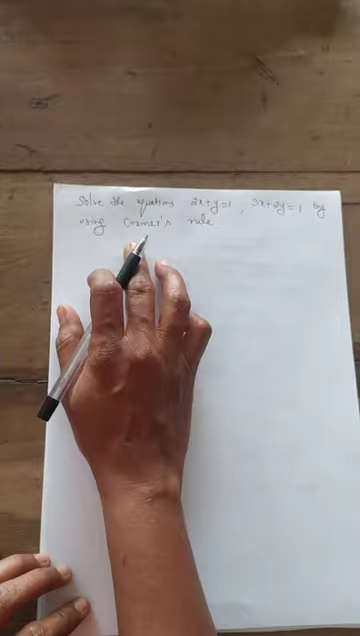 Solve the equations 2x+y=1, 3x+2y=1 by
using Cramer's rule